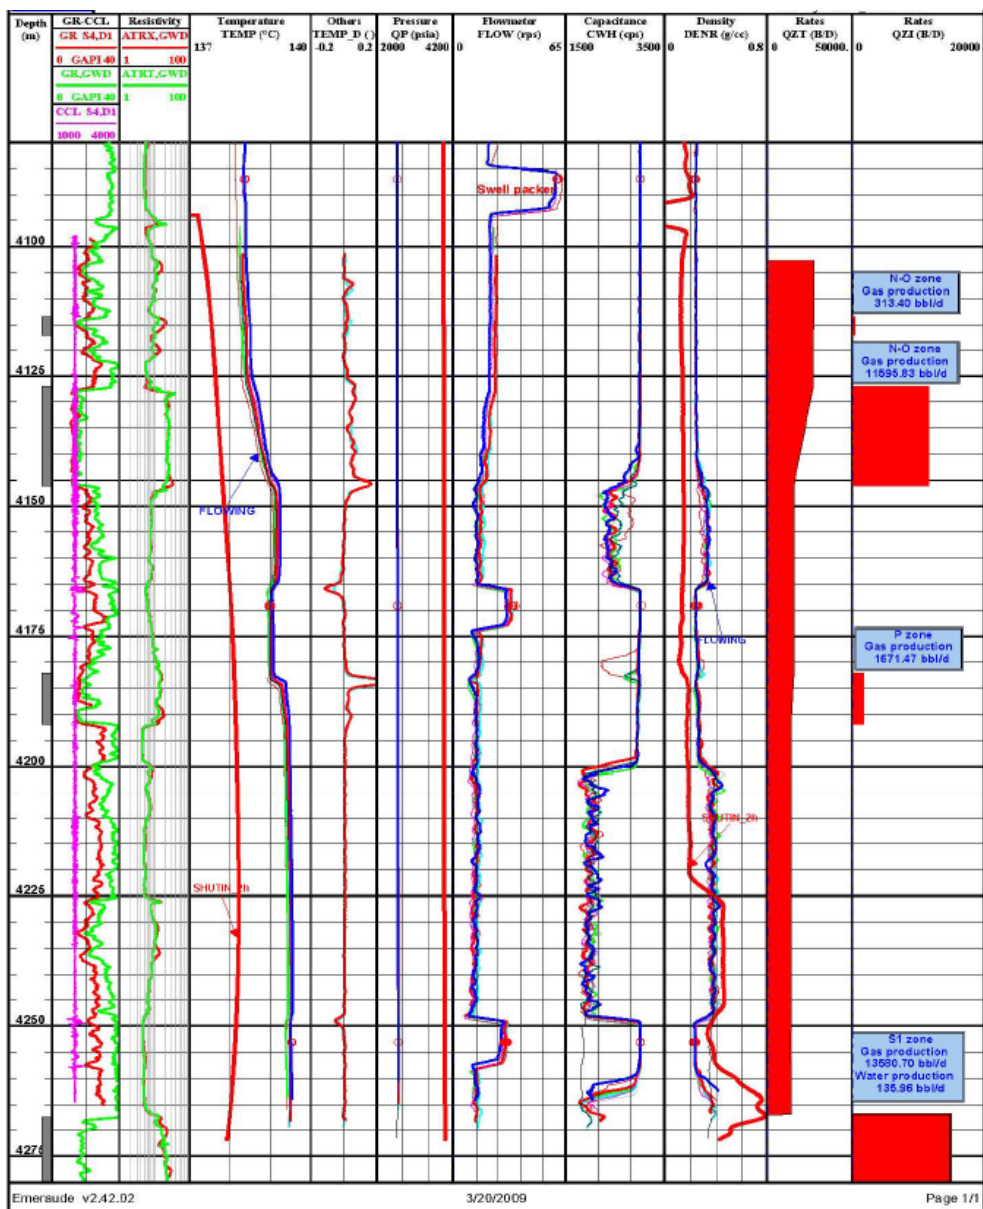 Depth
(m)
GR-CCL
GR S4,D1
0 GAPI 40
GR,GWD
0 GAPI 40
CCL S4,D1
1000 4000
Resistivity
ATRX,GWD
1 100
ATRT,GWD
1 100
Temperature
TEMP (°C)
137 140
Others
TEMP_D ( )
-0.2 0.2
Pressure
QP (psia)
2000 4200
Flowmeter
FLOW (rps)
0 65
Capacitance
CWH (cps)
1500 3500
Density
DENR (g/cc)
0 0.8
Rates
QZT (B/D)
0 50000.
Rates
QZI (B/D)
0 20000
Swell packer
4100
N-O zone
Gas production
313.40 bbl/d
4125
N-O zone
Gas production
11595.83 bbl/d
4150
FLOWING
4175
FLOWING
P zone
Gas production
1671.47 bbl/d
4200
SHUTIN_2h
4225
SHUTIN_2h
4250
S1 zone
Gas production
13580.70 bbl/d
Water production
135.96 bbl/d
4275
Emeraude v2.42.02
3/20/2009
Page 1/1